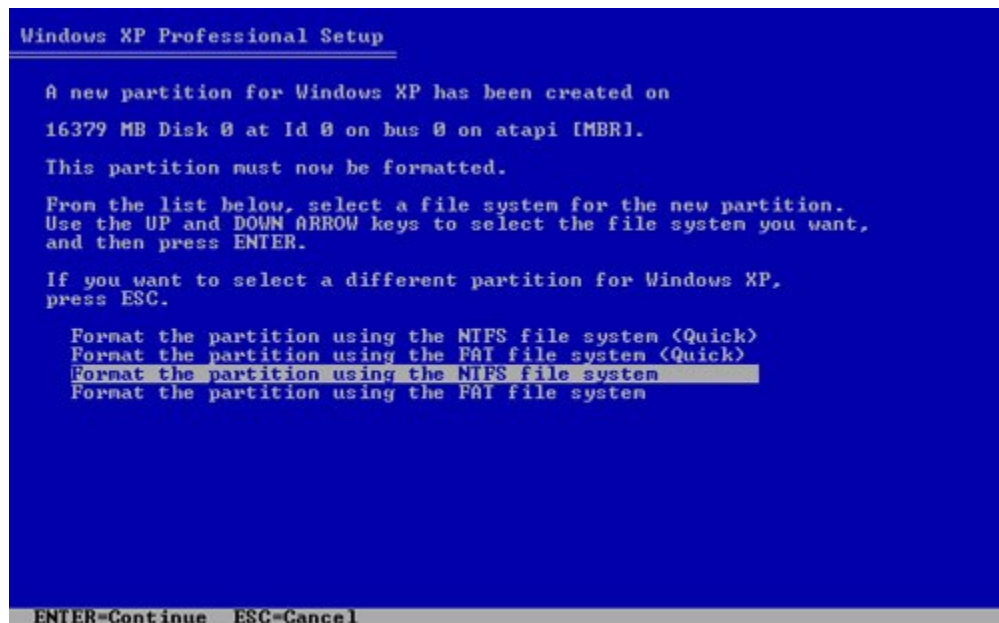 Windows XP Professional Setup
A new partition for Windows XP has been created on
16379 MB Disk 0 at Id 0 on bus 0 on atapi [MBR].
This partition must now be formatted.
From the list below, select a file system for the new partition.
Use the UP and DOWN ARROW keys to select the file system you want,
and then press ENTER.
If you want to select a different partition for Windows XP,
press ESC.
Format the partition using the NTFS file system (Quick)
Format the partition using the FAT file system (Quick)
Format the partition using the NTFS file system
Format the partition using the FAT file system
ENTER=Continue ESC=Cancel